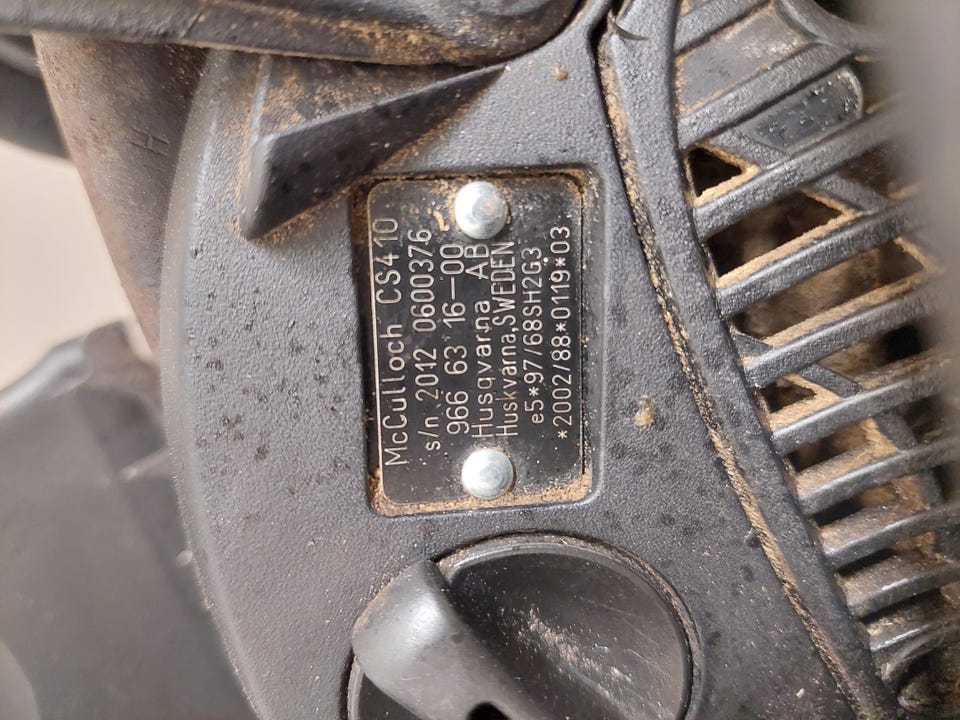 McCulloch CS410
s/n 2012 0600376
966 63 16-00
Husqvarna AB
Huskvarna, SWEDEN
e5*97/68SH2G3
*2002/88*0119*03
H